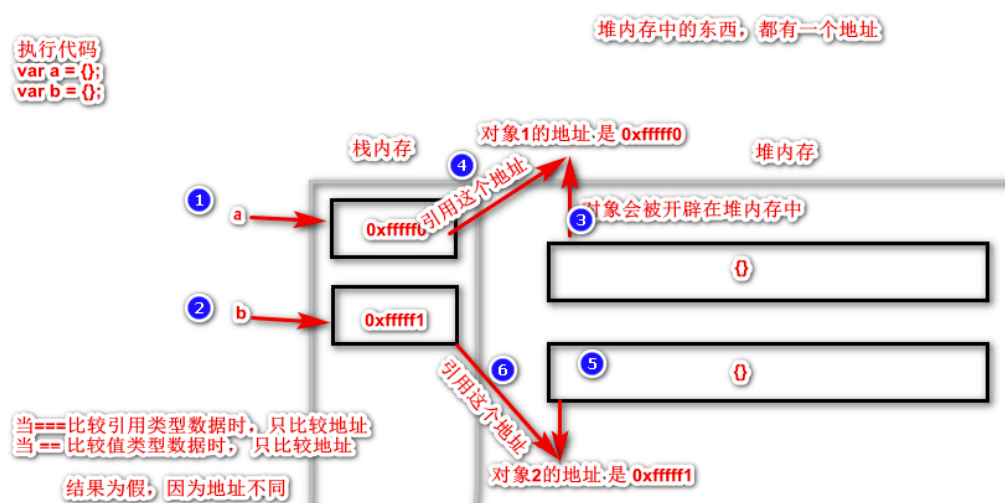 堆内存中的东西，都有一个地址
执行代码
var a = {};
var b = {};
对象1的地址 是 0xfffff0
栈内存
堆内存
4
引用这个地址
1
a
0xfffff0
3
对象会被开辟在堆内存中
{}
2
b
0xfffff1
6
引用这个地址
5
{}
当===比较引用类型数据时，只比较地址
当 == 比较值类型数据时， 只比较地址
对象2的地址 是 0xfffff1
结果为假，因为地址不同